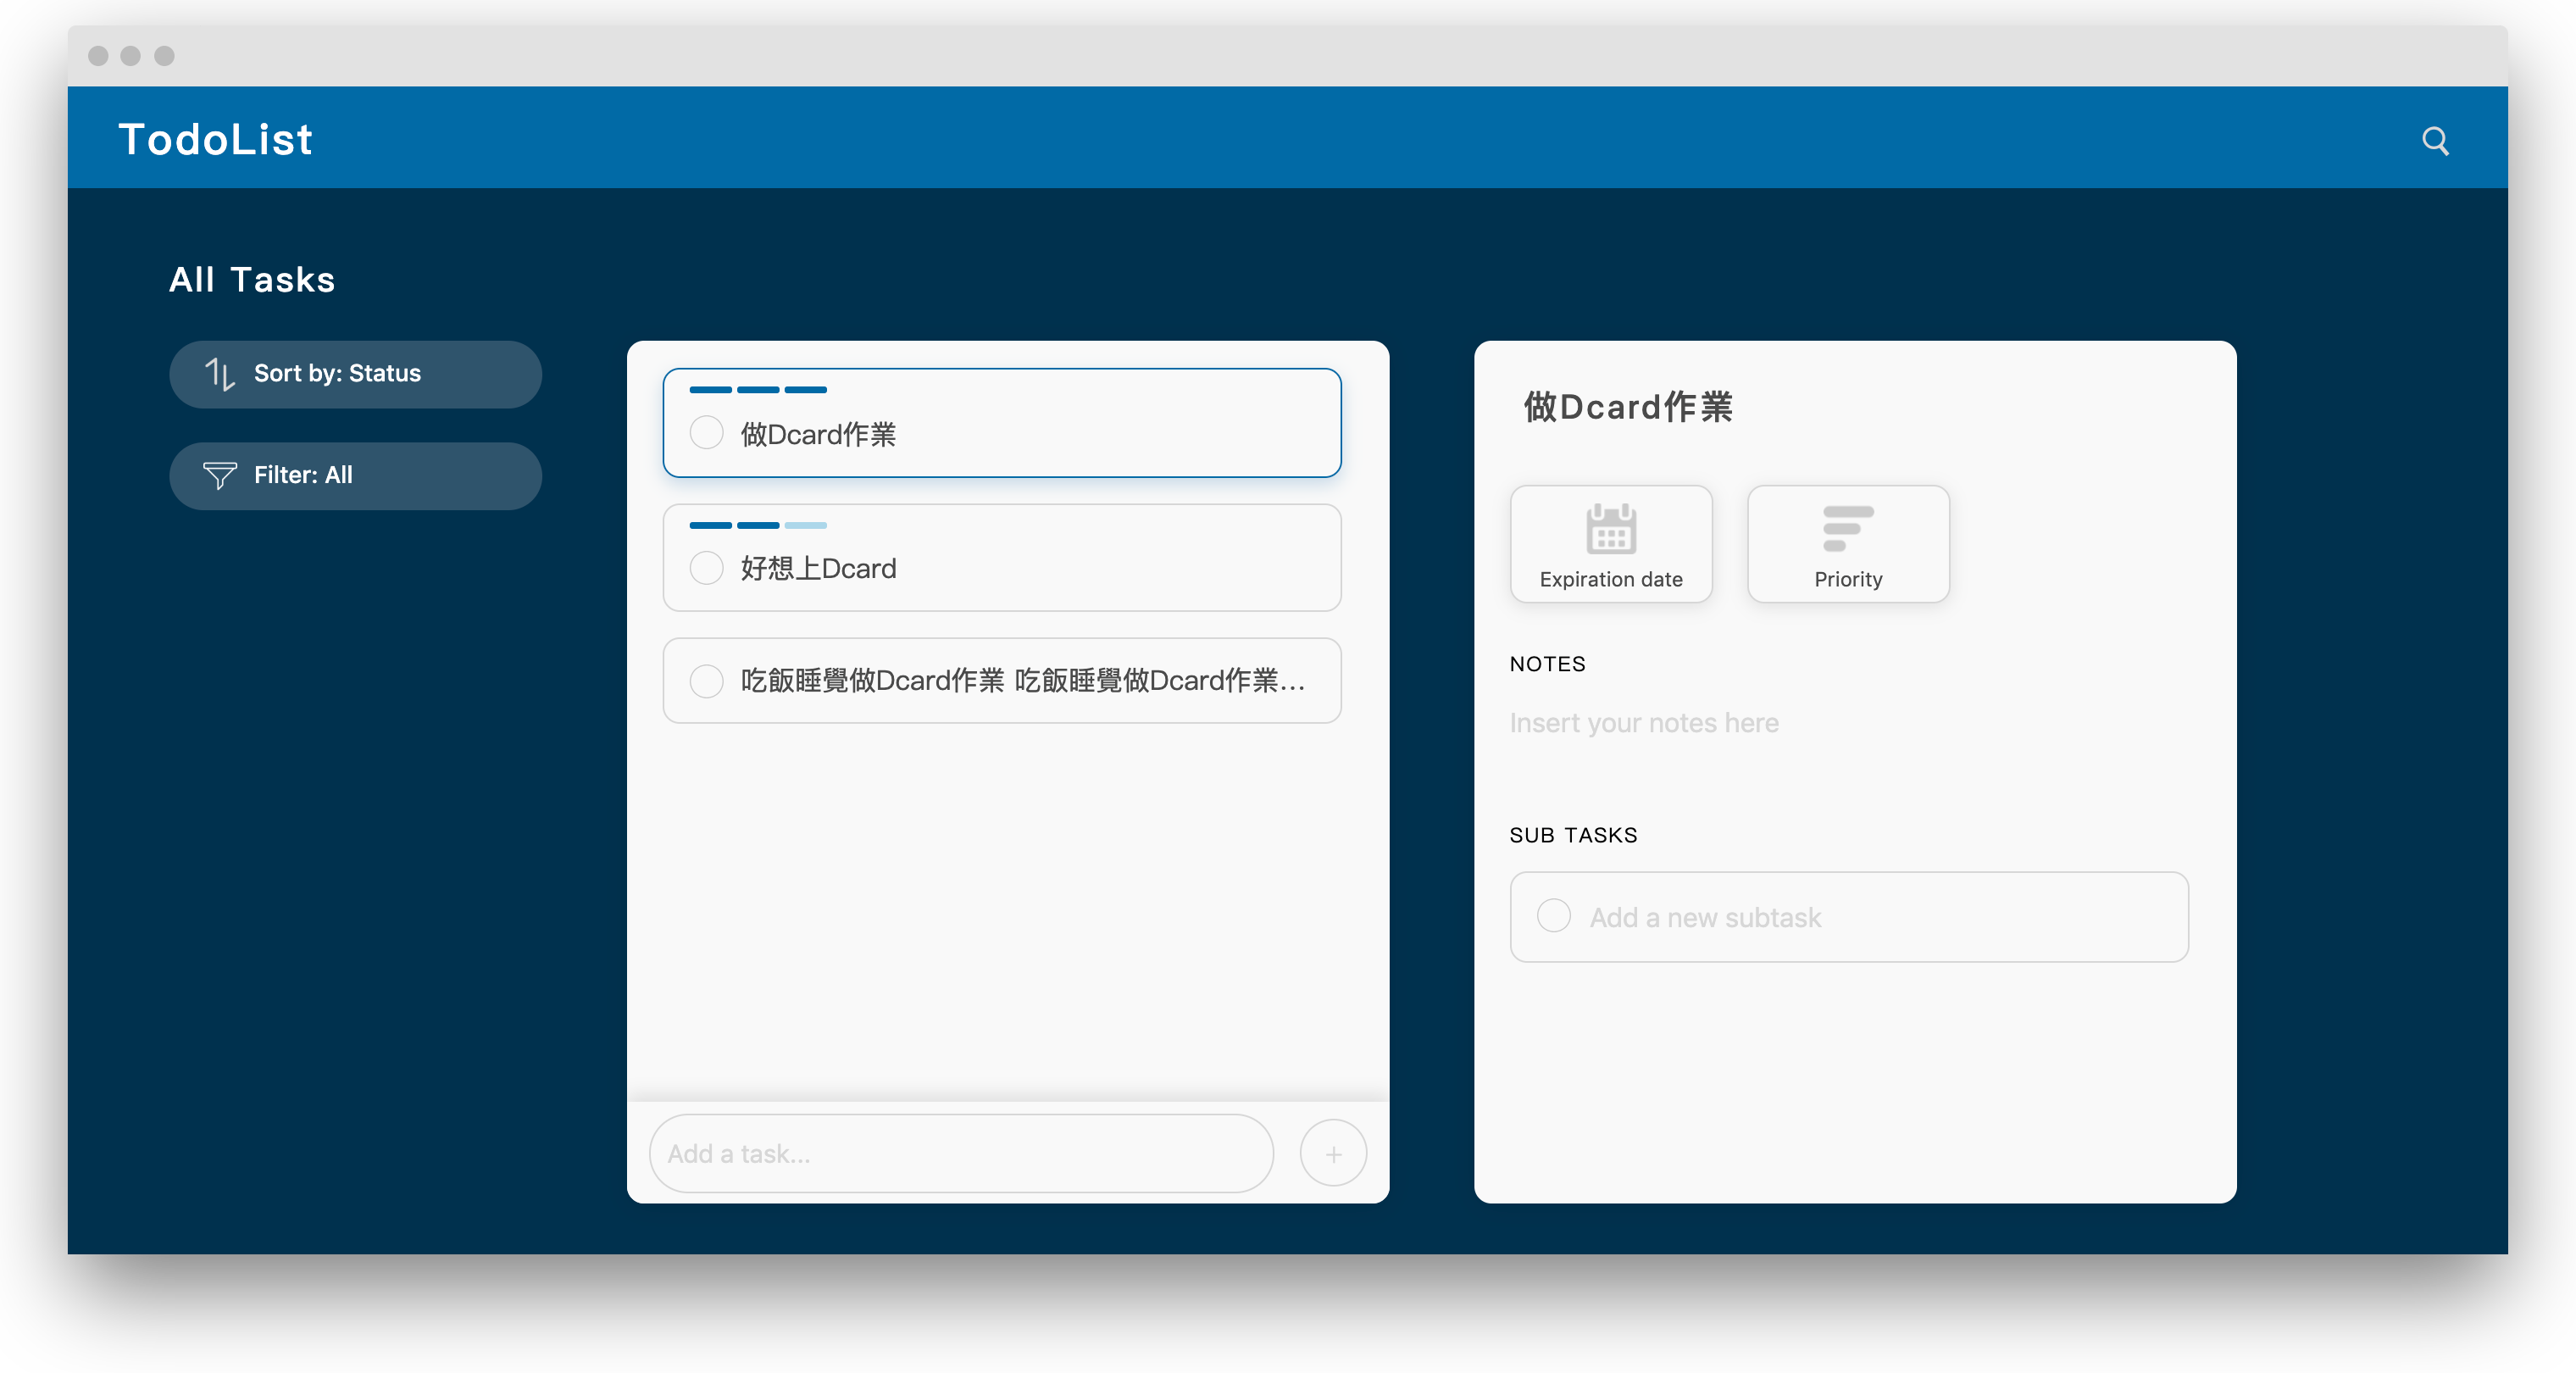 TodoList
All Tasks
Sort by: Status
Filter: All
做Dcard作業
好想上Dcard
吃飯睡覺做Dcard作業 吃飯睡覺做Dcard作業...
Add a task...
+
做Dcard作業
Expiration date
Priority
NOTES
Insert your notes here
SUB TASKS
Add a new subtask